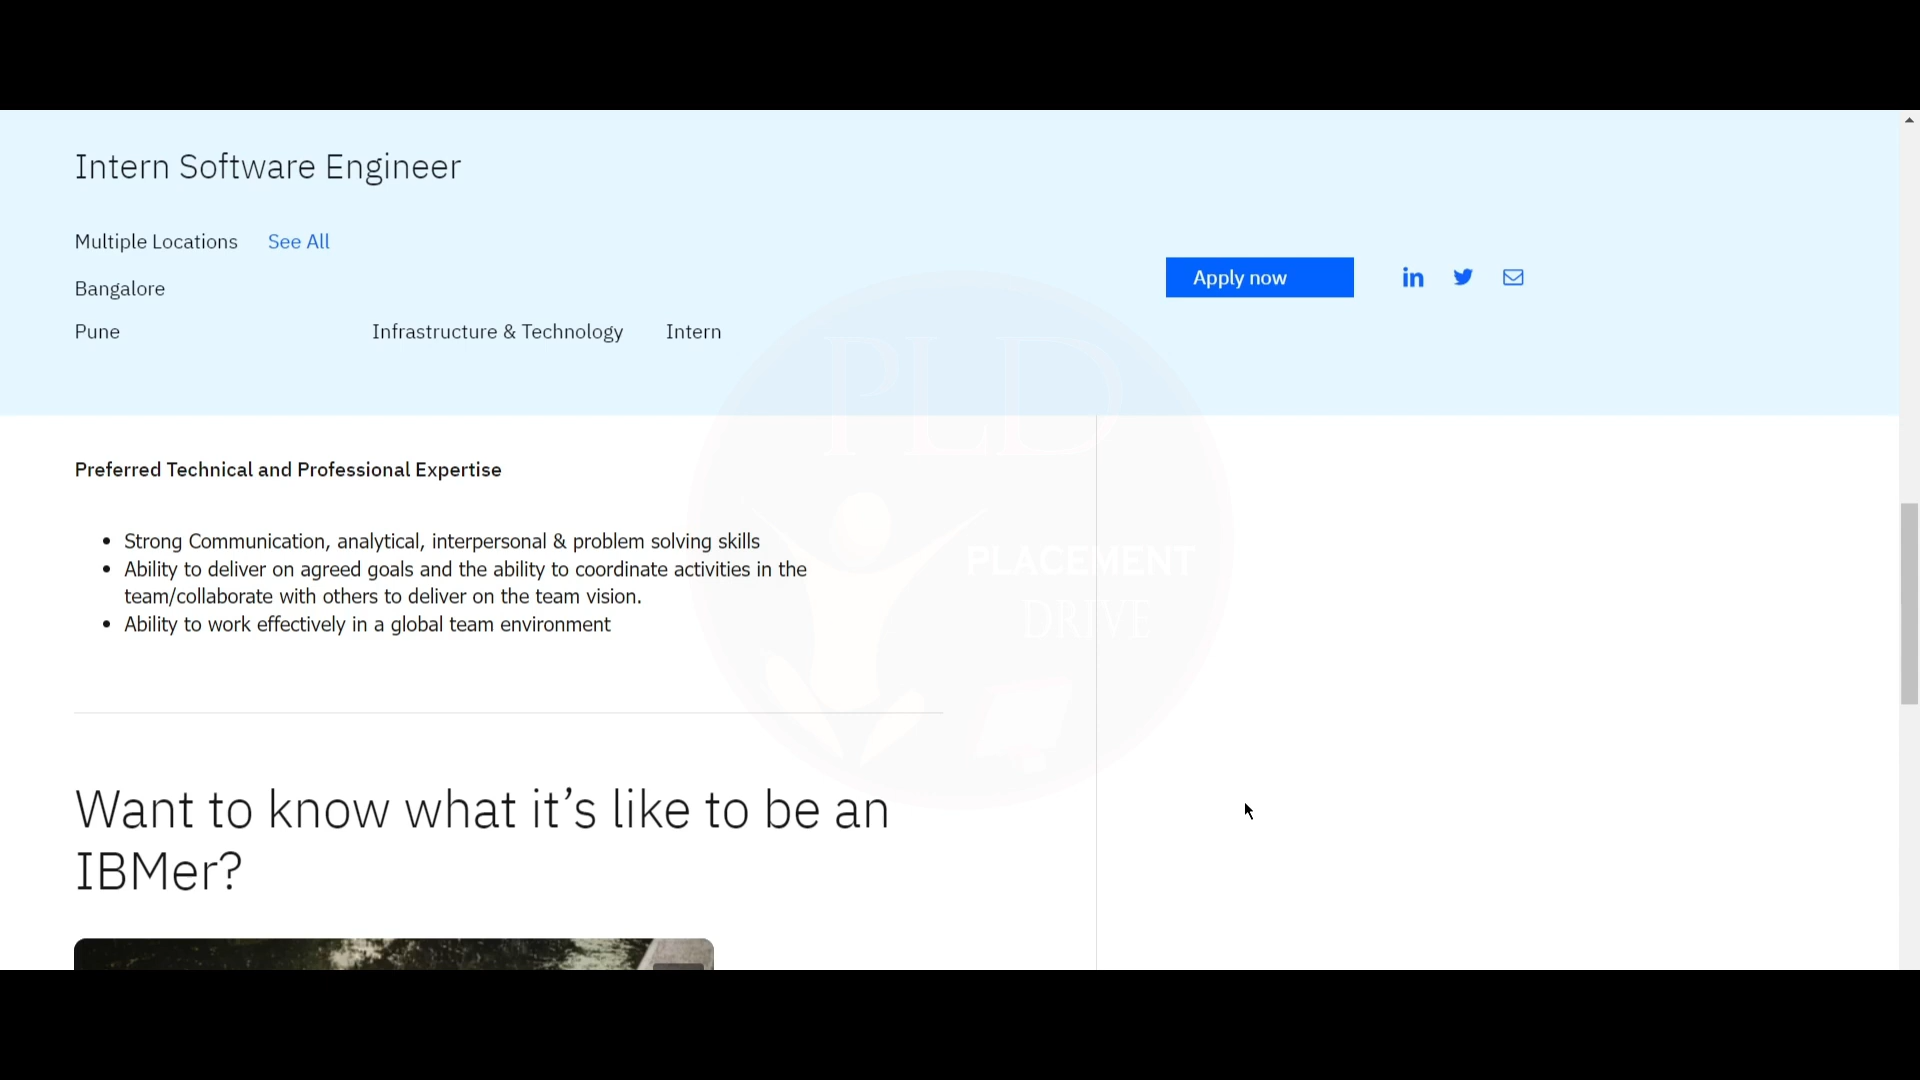 Intern Software Engineer
Multiple Locations See All
Bangalore
Apply now
Pune Infrastructure & Technology Intern
PLD
Preferred Technical and Professional Expertise
• Strong Communication, analytical, interpersonal & problem solving skills
• Ability to deliver on agreed goals and the ability to coordinate activities in the
team/collaborate with others to deliver on the team vision.
• Ability to work effectively in a global team environment
PLACEMENT
DRIVE
Want to know what it’s like to be an
IBMer?